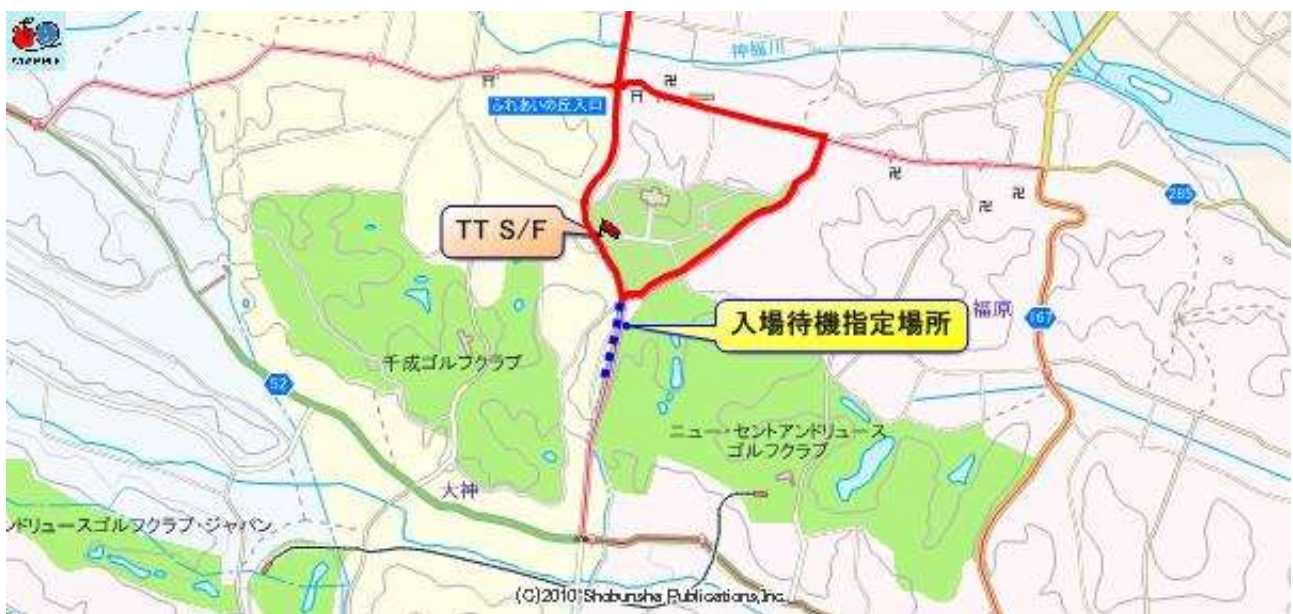 MAPPLE
神福川
ふれあいの丘入口
285
TT S/F
入場待機指定場所
福原
167
千成ゴルフクラブ
52
ニュー・セントアンドリュース
ゴルフクラブ
大神
ンドリュースゴルフクラブ・ジャパン
(C)2010 Shobunsha Publications,Inc.